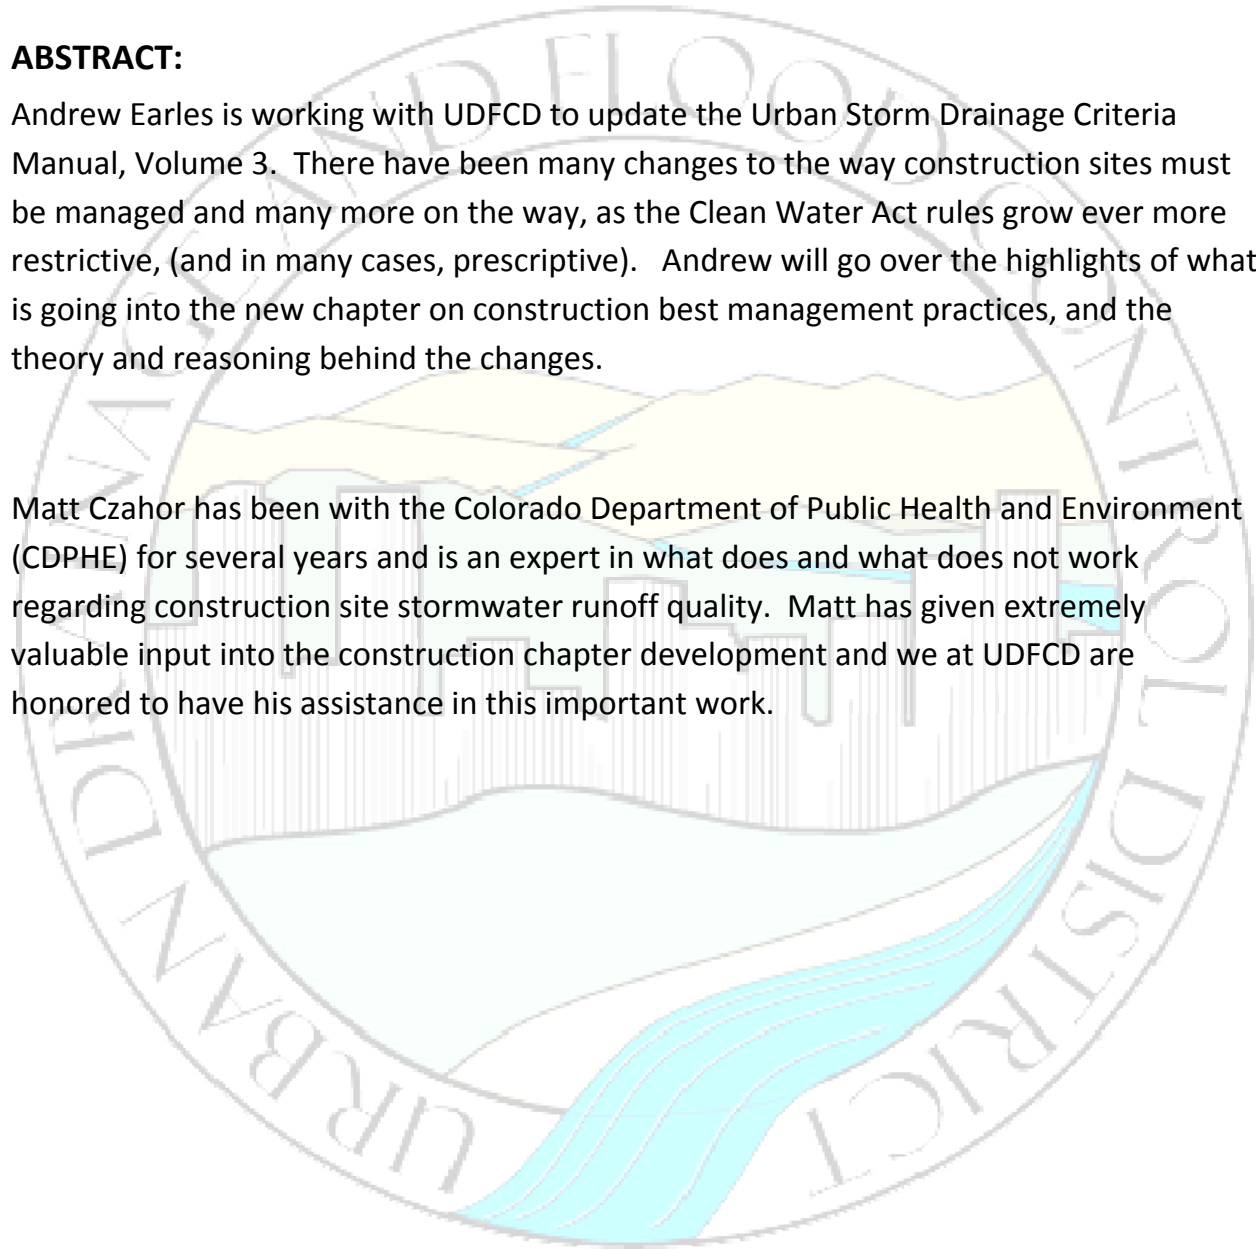 ABSTRACT:
Andrew Earles is working with UDFCD to update the Urban Storm Drainage Criteria
Manual, Volume 3.  There have been many changes to the way construction sites must
be managed and many more on the way, as the Clean Water Act rules grow ever more
restrictive, (and in many cases, prescriptive).   Andrew will go over the highlights of what
is going into the new chapter on construction best management practices, and the
theory and reasoning behind the changes.
Matt Czahor has been with the Colorado Department of Public Health and Environment
(CDPHE) for several years and is an expert in what does and what does not work
regarding construction site stormwater runoff quality.  Matt has given extremely
valuable input into the construction chapter development and we at UDFCD are
honored to have his assistance in this important work.
URBAN DRAINAGE AND FLOOD CONTROL DISTRICT